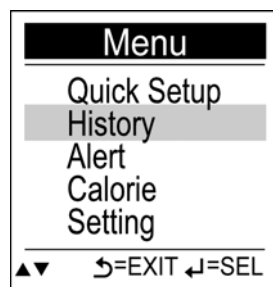 Menu
Quick Setup
History
Alert
Calorie
Setting
▲▼ ⮌=EXIT ↵=SEL